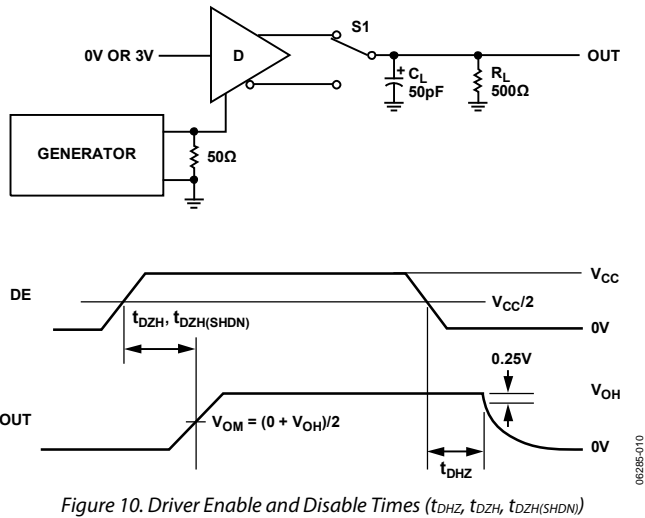 S1
0V OR 3V
D
OUT
+
C_L
50pF
R_L
500Ω
GENERATOR
50Ω
DE
V_CC
V_CC/2
0V
t_DZH, t_DZH(SHDN)
0.25V
V_OH
OUT
V_OM = (0 + V_OH)/2
0V
t_DHZ
06285-010
Figure 10. Driver Enable and Disable Times (t_DHZ, t_DZH, t_DZH(SHDN))